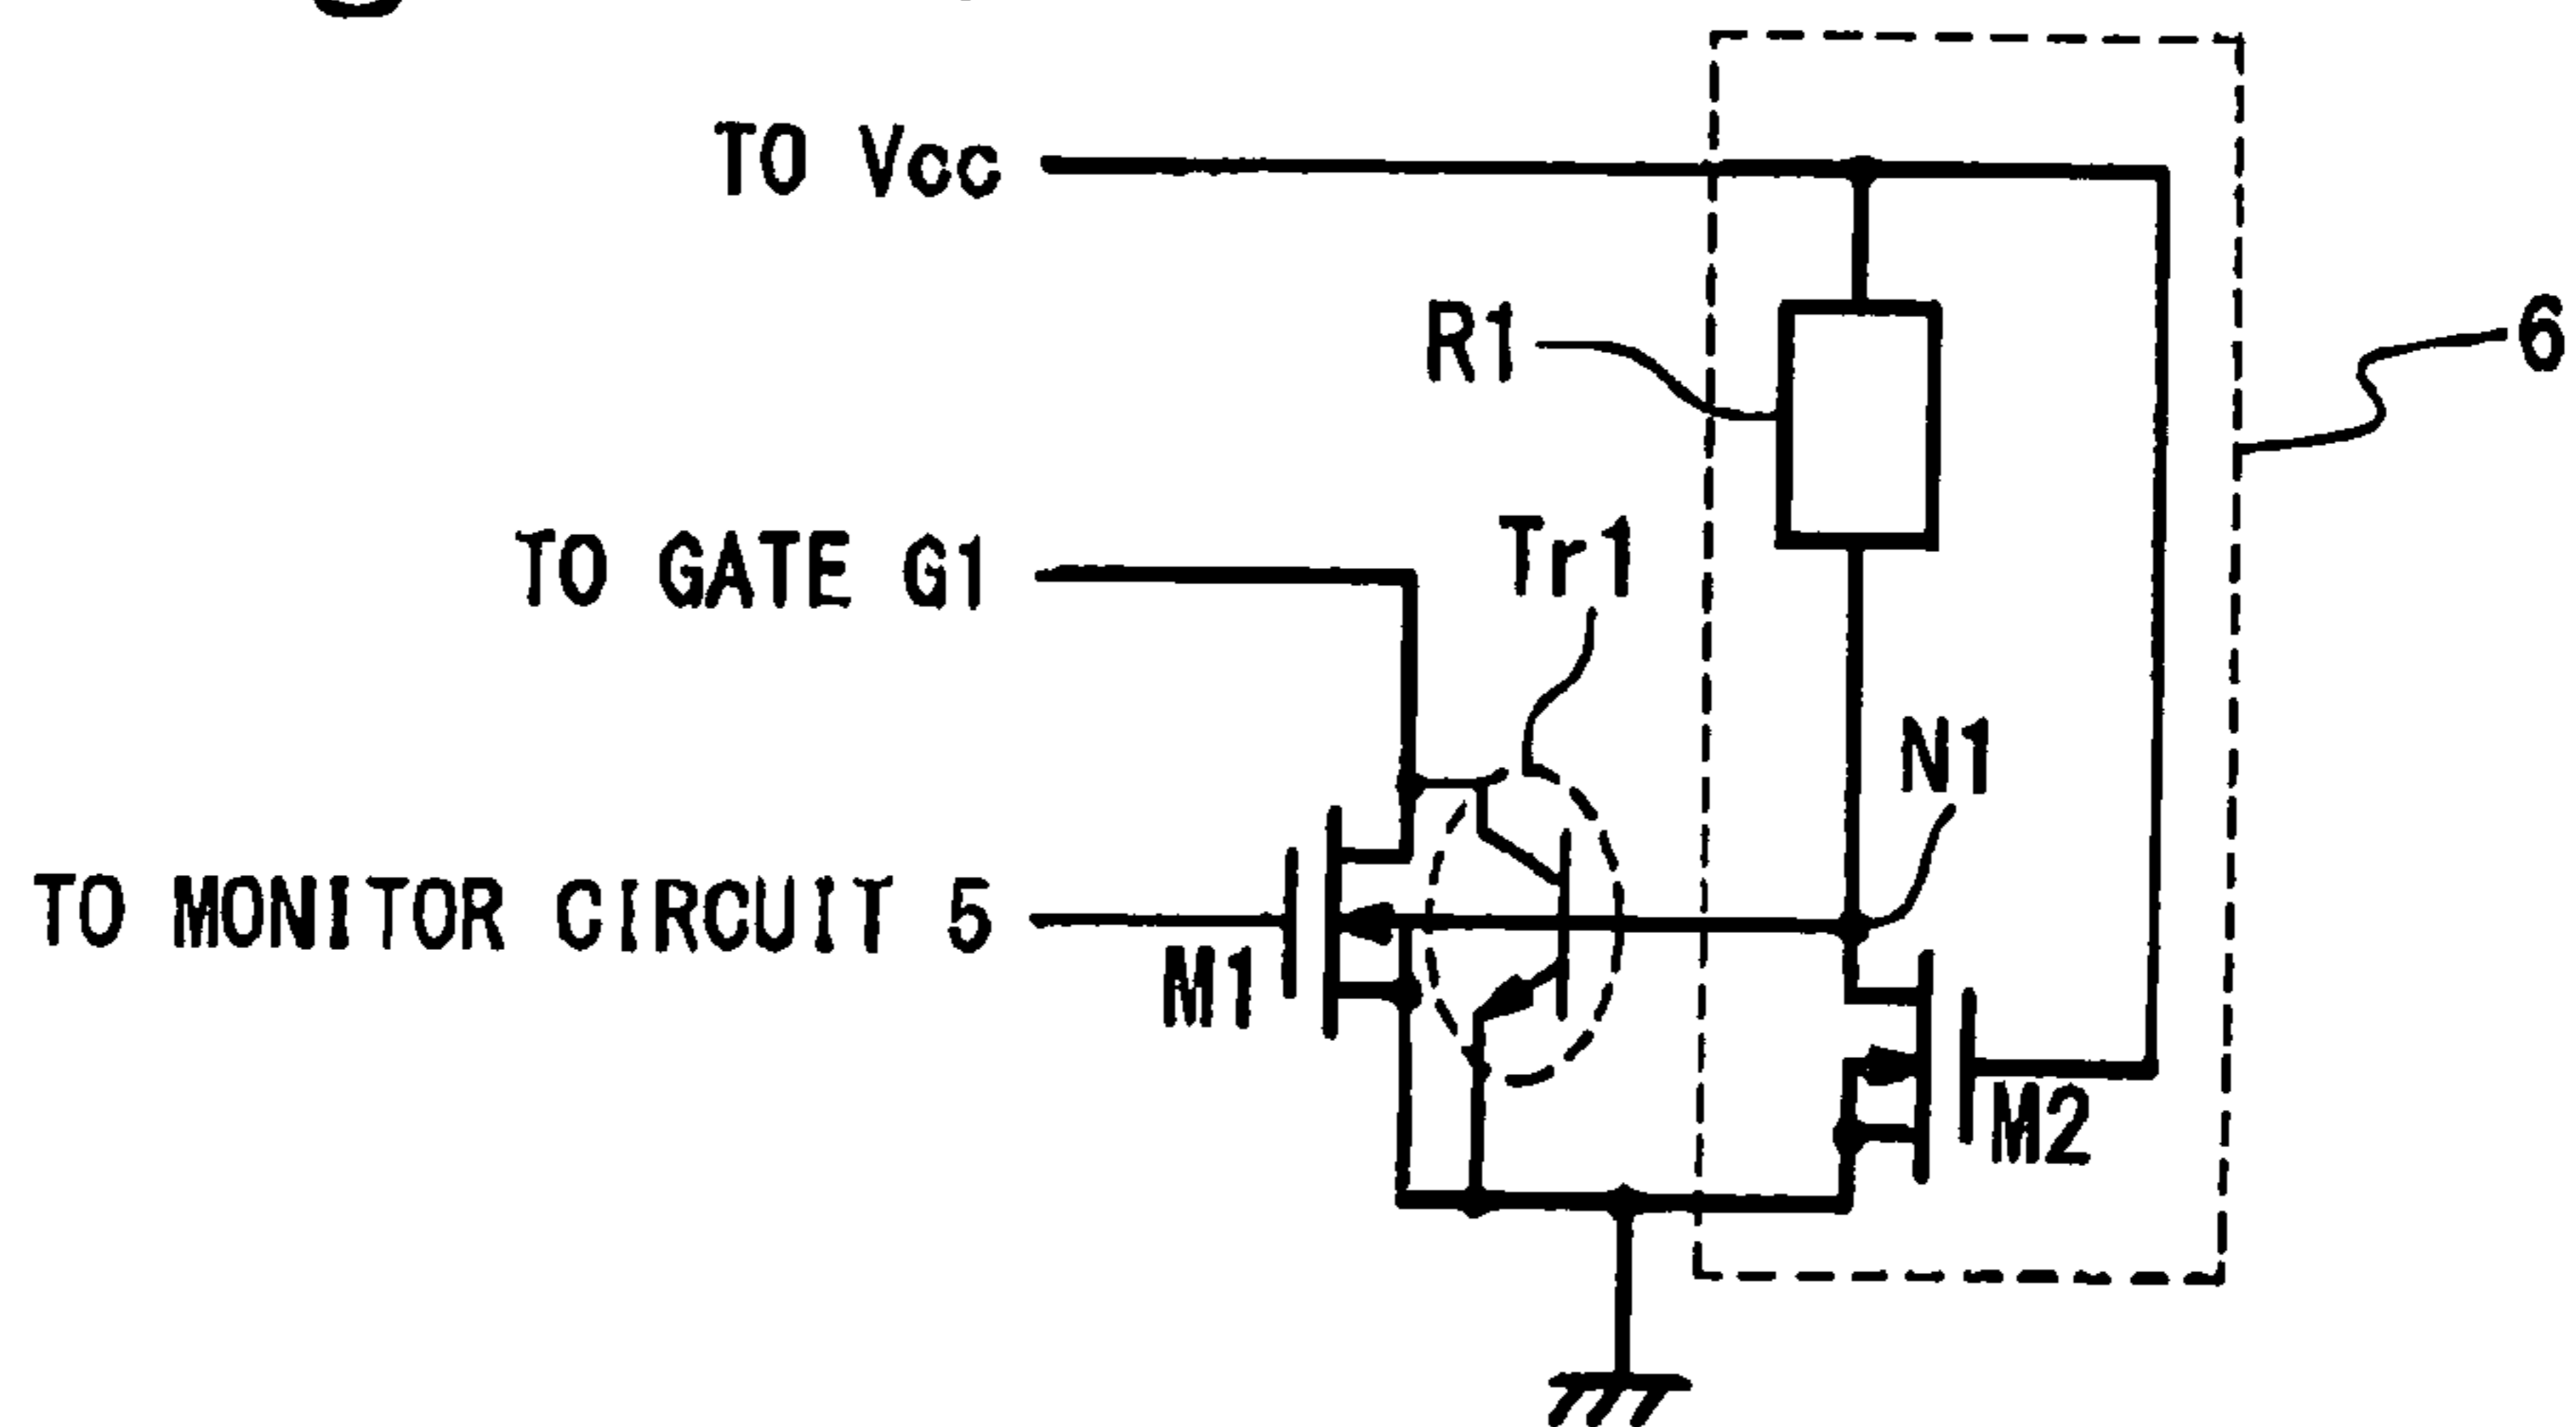 TO Vcc
R1
6
TO GATE G1
Tr1
N1
TO MONITOR CIRCUIT 5
M1
M2